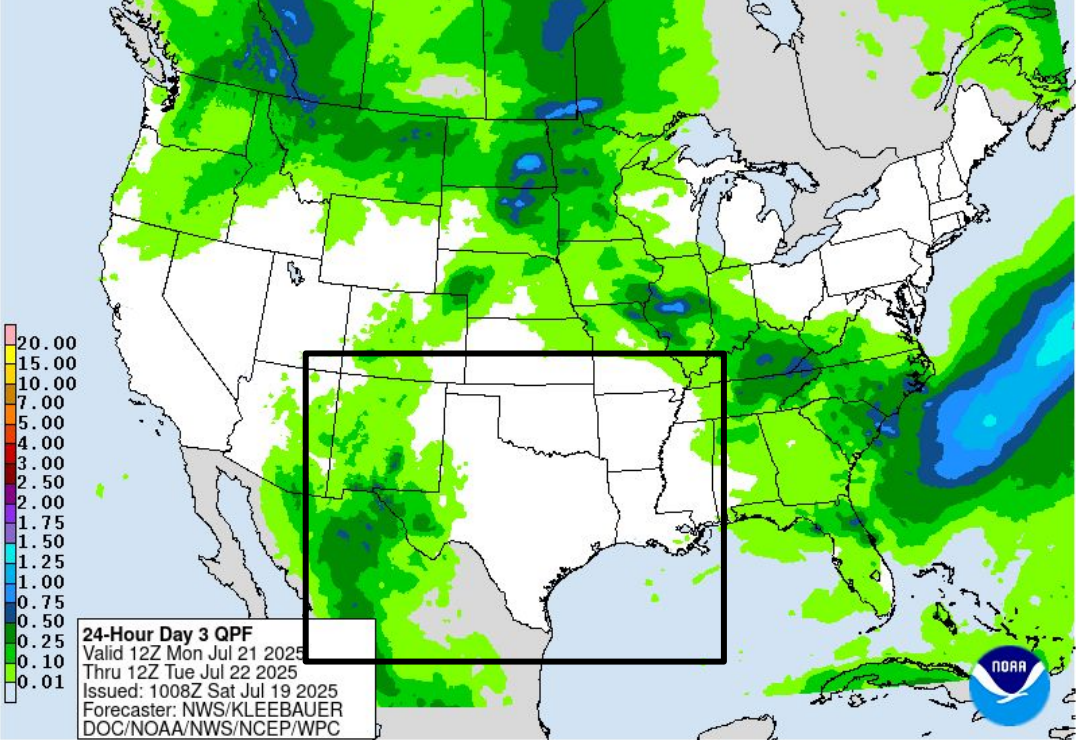 20.00
15.00
10.00
7.00
5.00
4.00
3.00
2.50
2.00
1.75
1.50
1.25
1.00
0.75
0.50
0.25
0.10
0.01
24-Hour Day 3 QPF
Valid 12Z Mon Jul 21 2025
Thru 12Z Tue Jul 22 2025
Issued: 1008Z Sat Jul 19 2025
Forecaster: NWS/KLEEBAUER
DOC/NOAA/NWS/NCEP/WPC
NOAA